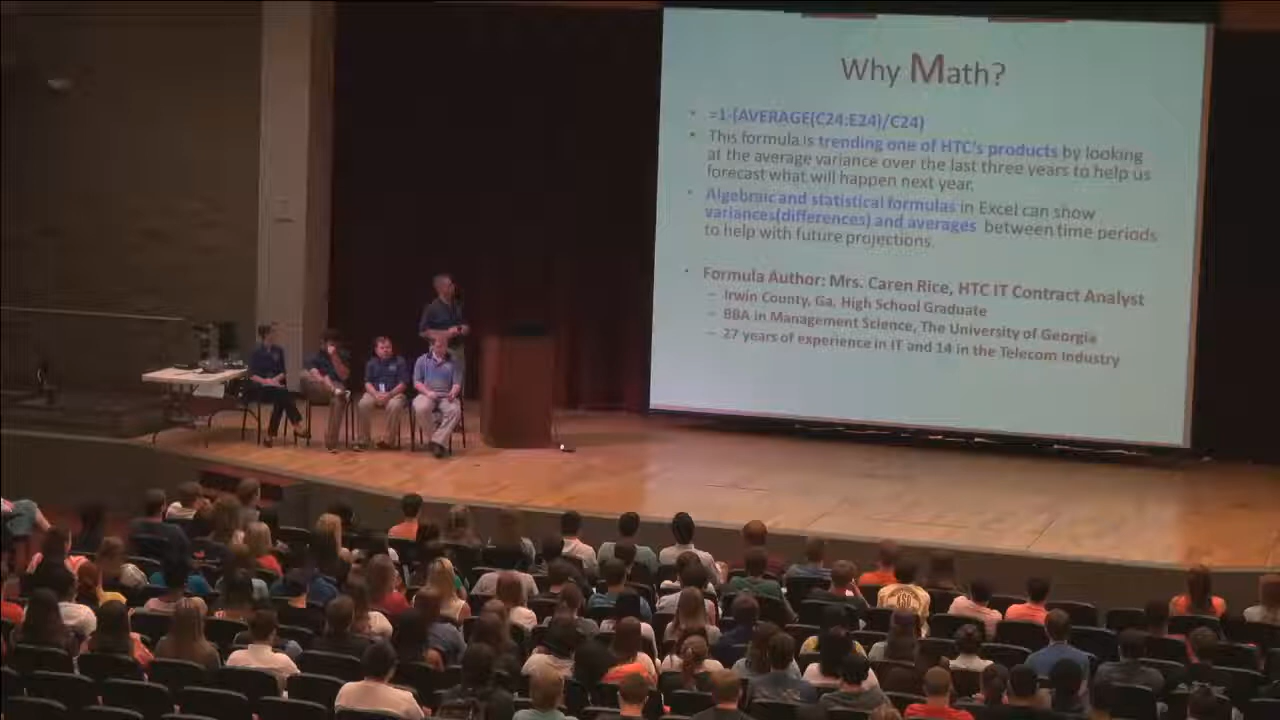 Why Math?
• =1-(AVERAGE(C24:E24)/C24)
• This formula is trending one of HTC's products by looking
at the average variance over the last three years to help us
forecast what will happen next year.
• Algebraic and statistical formulas in Excel can show
variances(differences) and averages between time periods
to help with future projections.
• Formula Author: Mrs. Caren Rice, HTC IT Contract Analyst
– Irwin County, Ga. High School Graduate
– BBA in Management Science, The University of Georgia
– 27 years of experience in IT and 14 in the Telecom Industry